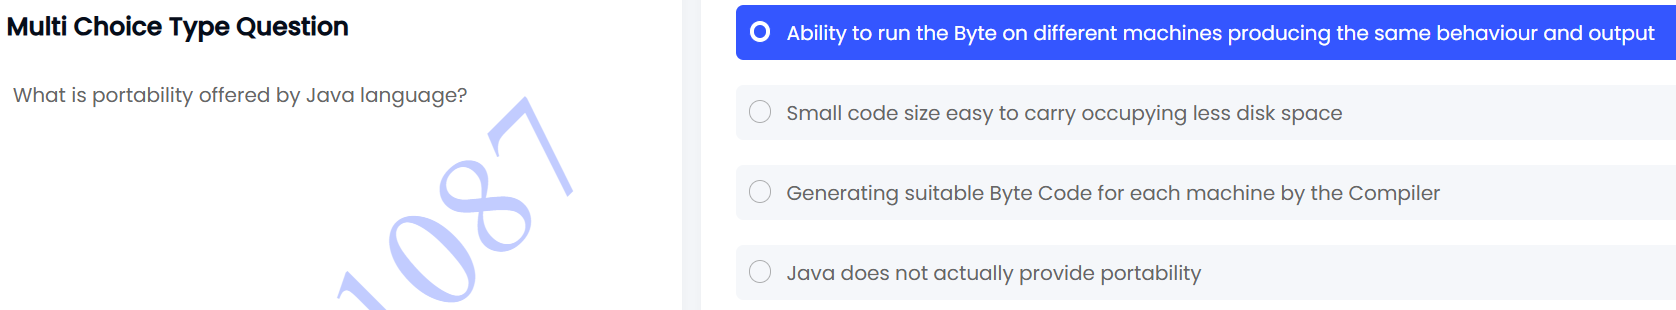 Multi Choice Type Question
What is portability offered by Java language?
1087
Ability to run the Byte on different machines producing the same behaviour and output
Small code size easy to carry occupying less disk space
Generating suitable Byte Code for each machine by the Compiler
Java does not actually provide portability